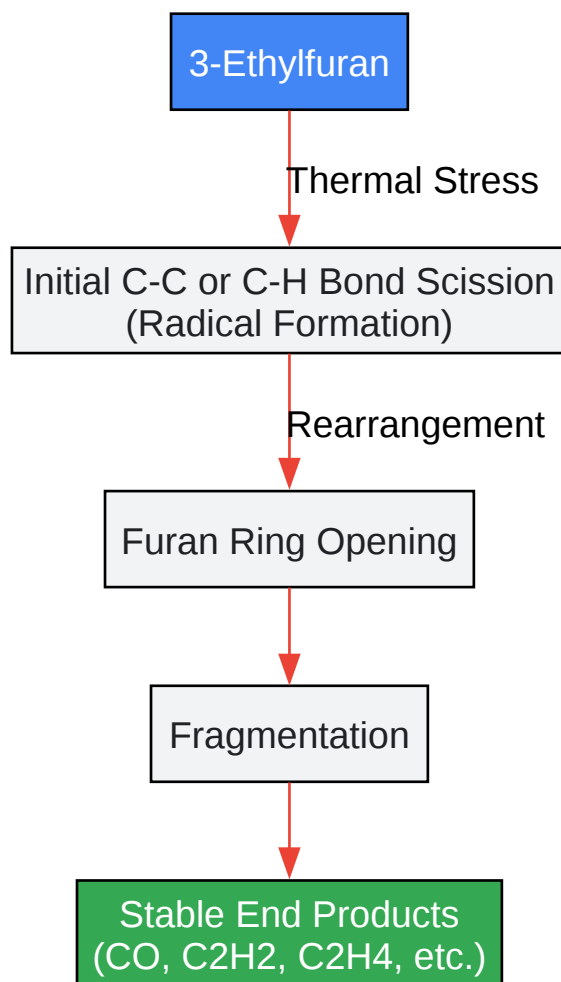 3-Ethylfuran
Thermal Stress
Initial C-C or C-H Bond Scission
(Radical Formation)
Rearrangement
Furan Ring Opening
Fragmentation
Stable End Products
(CO, C2H2, C2H4, etc.)